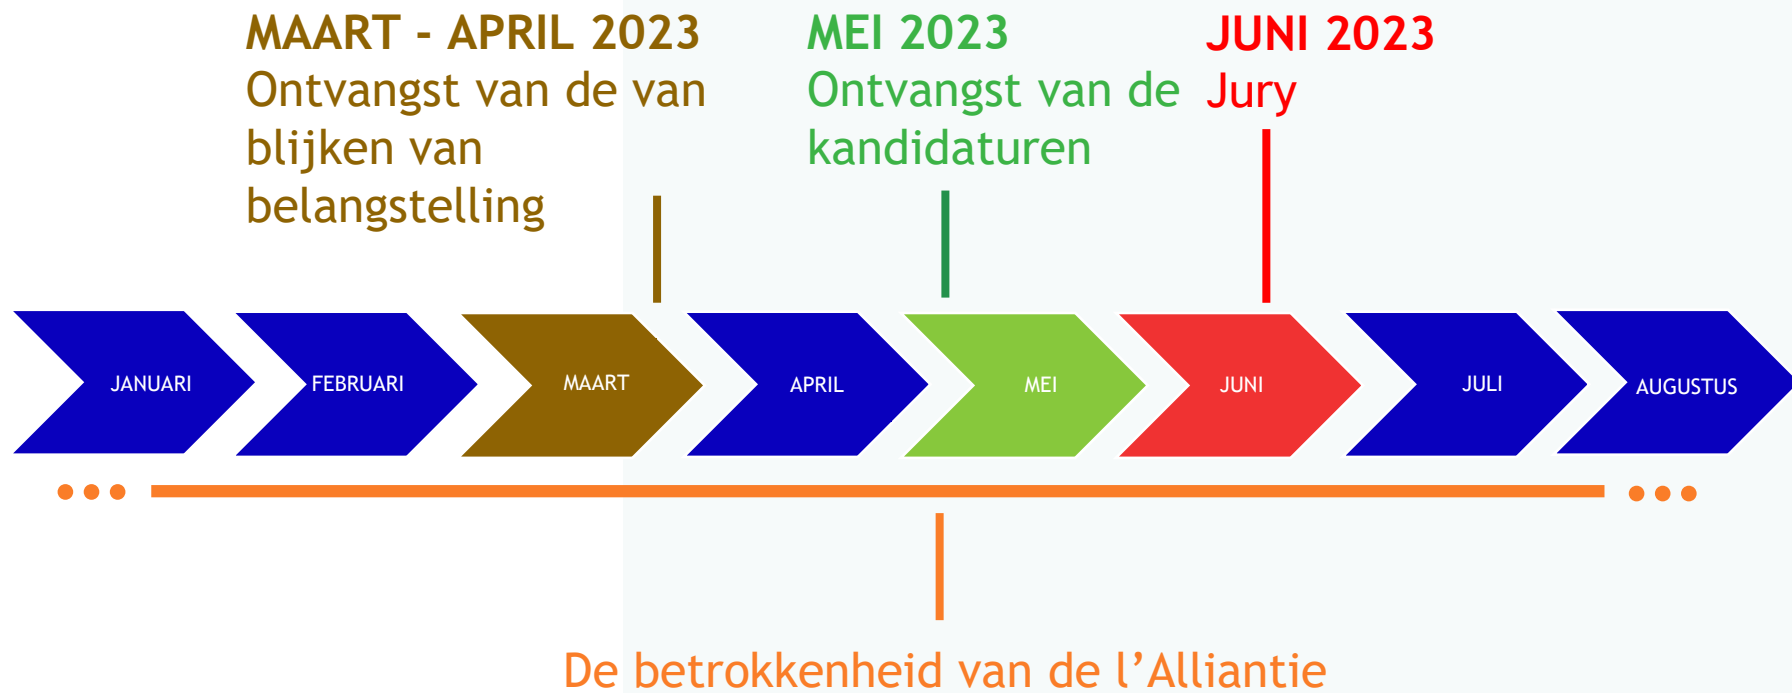 MAART - APRIL 2023
Ontvangst van de van
blijken van
belangstelling
MEI 2023
Ontvangst van de
kandidaturen
JUNI 2023
Jury
JANUARI
FEBRUARI
MAART
APRIL
MEI
JUNI
JULI
AUGUSTUS
De betrokkenheid van de l’Alliantie